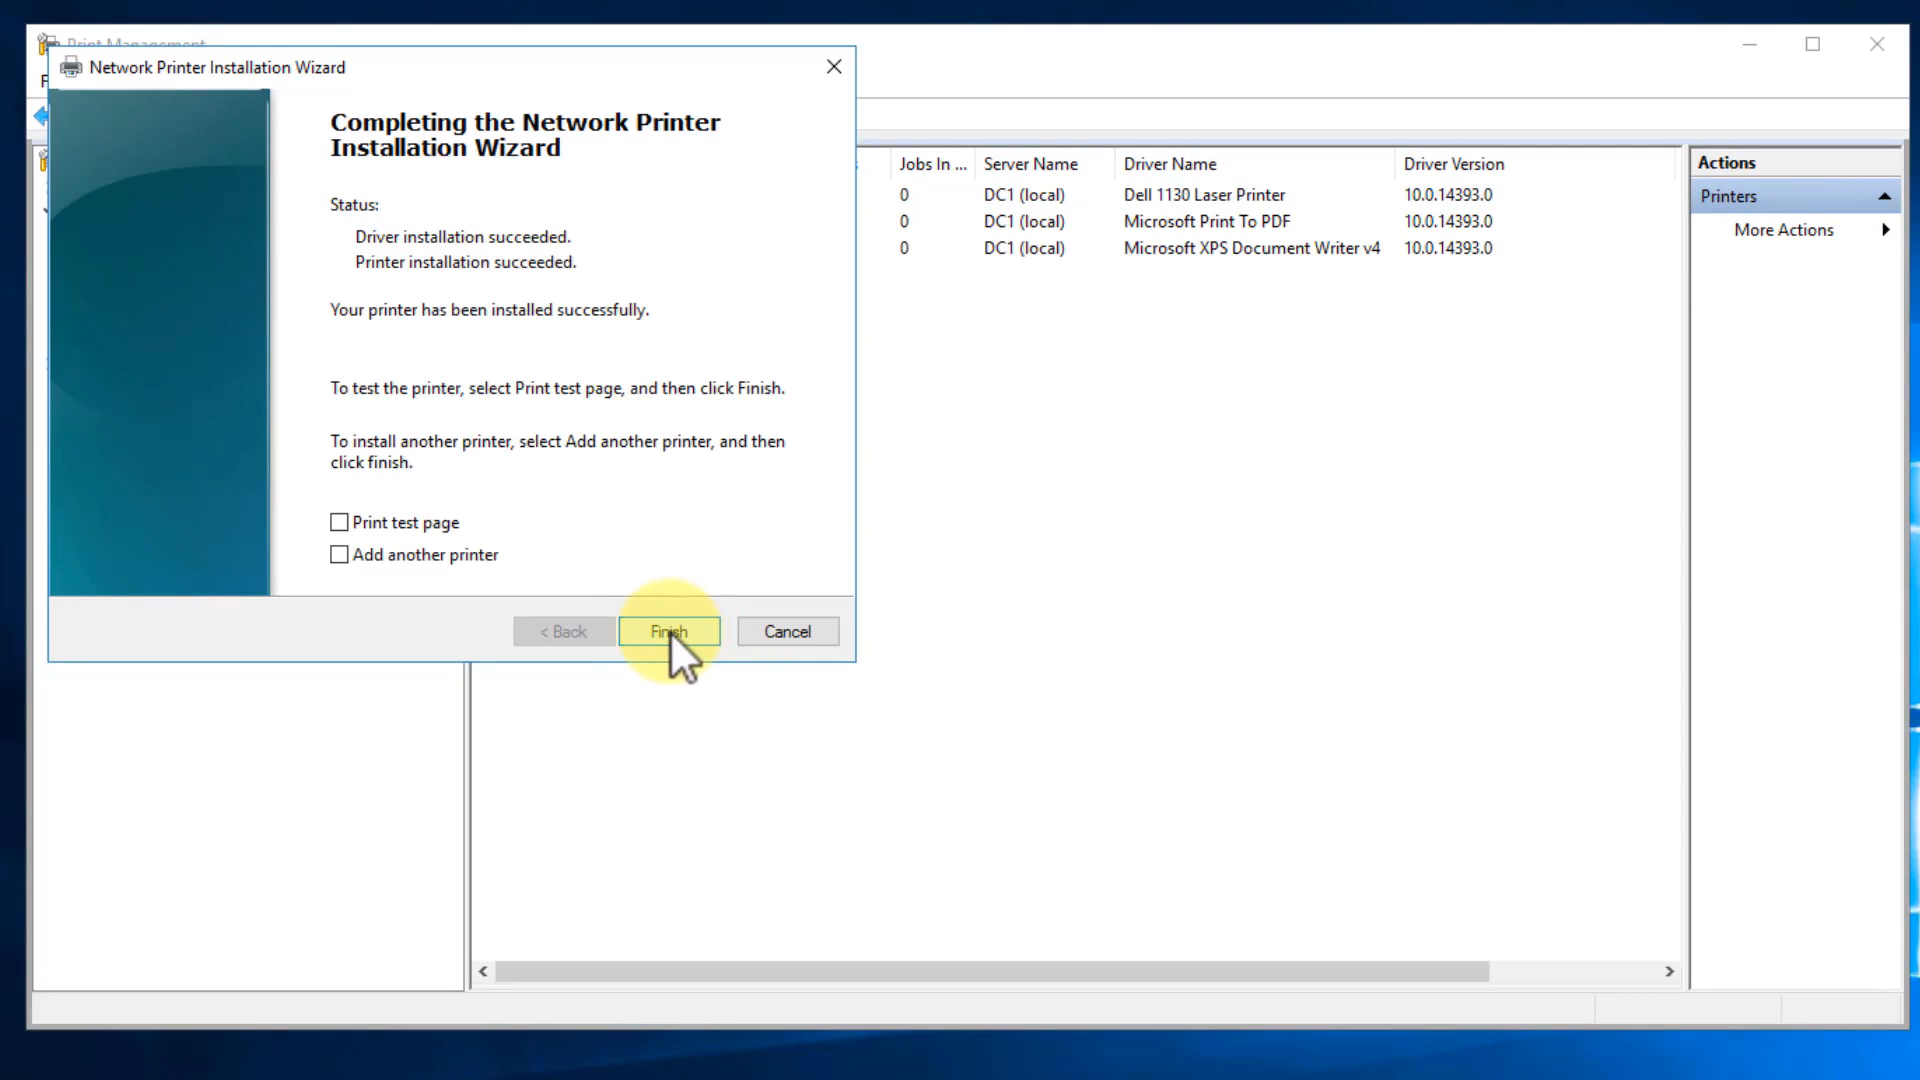 Print Management
Network Printer Installation Wizard
F
Completing the Network Printer
Installation Wizard
Status:
Driver installation succeeded.
Printer installation succeeded.
Your printer has been installed successfully.
To test the printer, select Print test page, and then click Finish.
To install another printer, select Add another printer, and then
click finish.
Print test page
Add another printer
< Back Finish Cancel
Jobs In ... Server Name Driver Name Driver Version
0 DC1 (local) Dell 1130 Laser Printer 10.0.14393.0
0 DC1 (local) Microsoft Print To PDF 10.0.14393.0
0 DC1 (local) Microsoft XPS Document Writer v4 10.0.14393.0
Actions
Printers
More Actions